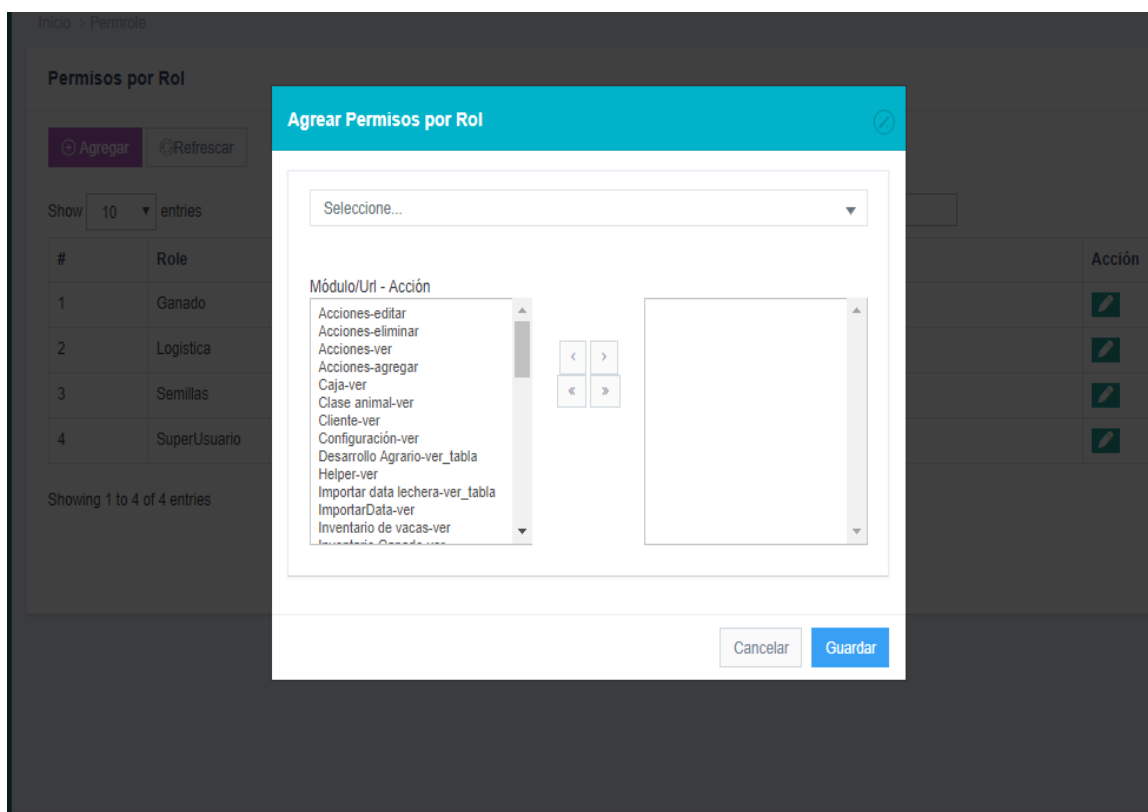 Inicio > Permrole
Permisos por Rol
Agregar
Refrescar
Show 10 entries
# Role Acción
1 Ganado
2 Logistica
3 Semillas
4 SuperUsuario
Showing 1 to 4 of 4 entries
Agrear Permisos por Rol
Seleccione...
Módulo/Url - Acción
Acciones-editar
Acciones-eliminar
Acciones-ver
Acciones-agregar
Caja-ver
Clase animal-ver
Cliente-ver
Configuración-ver
Desarrollo Agrario-ver_tabla
Helper-ver
Importar data lechera-ver_tabla
ImportarData-ver
Inventario de vacas-ver
Inventario Ganado-ver
Cancelar
Guardar